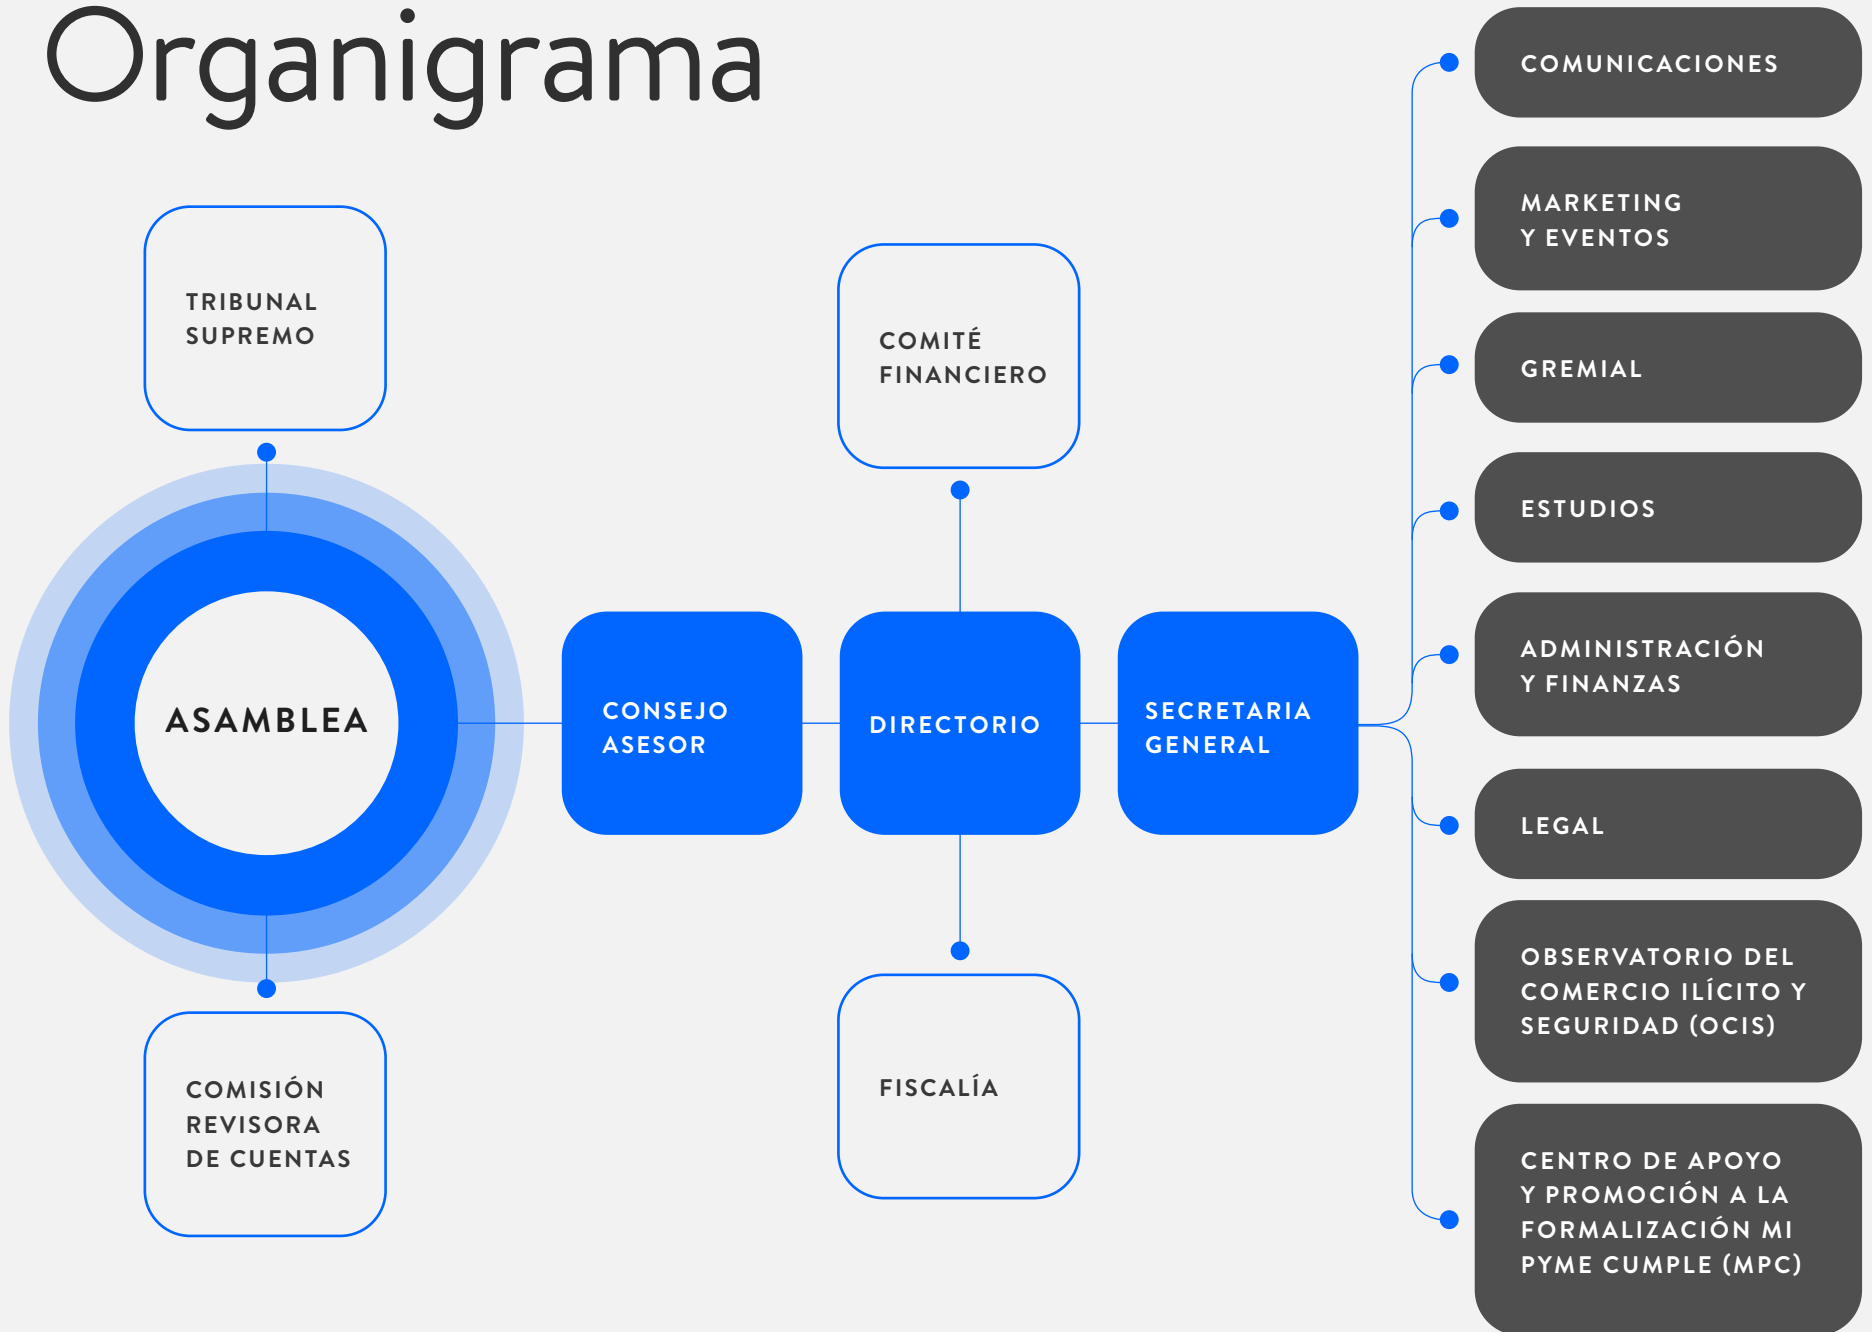 Organigrama
TRIBUNAL
SUPREMO
ASAMBLEA
COMISIÓN
REVISORA
DE CUENTAS
CONSEJO
ASESOR
COMITÉ
FINANCIERO
DIRECTORIO
FISCALÍA
SECRETARIA
GENERAL
COMUNICACIONES
MARKETING
Y EVENTOS
GREMIAL
ESTUDIOS
ADMINISTRACIÓN
Y FINANZAS
LEGAL
OBSERVATORIO DEL
COMERCIO ILÍCITO Y
SEGURIDAD (OCIS)
CENTRO DE APOYO
Y PROMOCIÓN A LA
FORMALIZACIÓN MI
PYME CUMPLE (MPC)